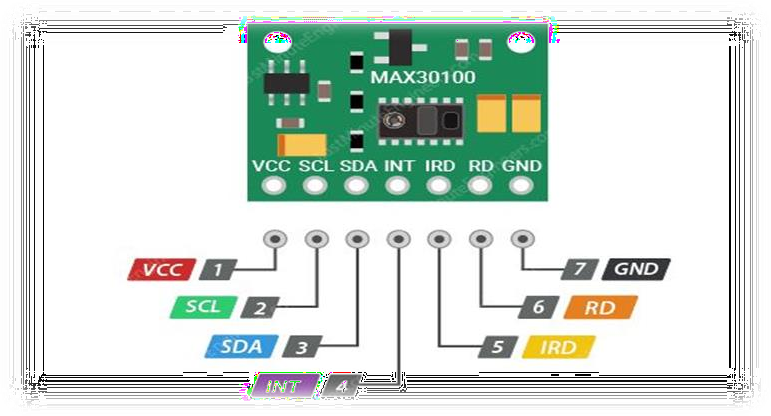 MAX30100
VCC SCL SDA INT IRD RD GND
VCC 1
7 GND
SCL 2
6 RD
SDA 3
5 IRD
INT 4